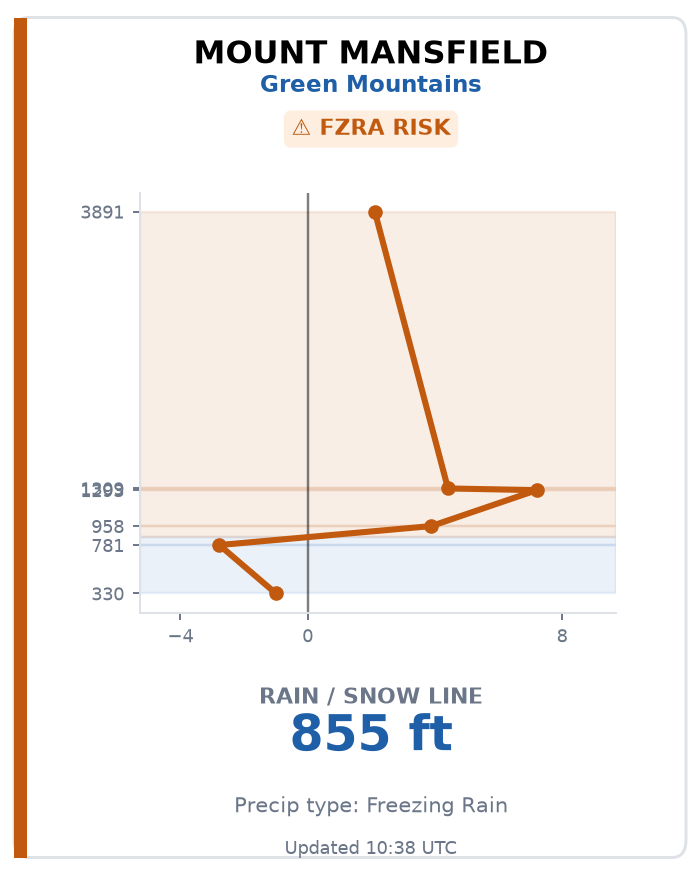 MOUNT MANSFIELD
Green Mountains
⚠ FZRA RISK
3891
958
781
330
−4
0
8
RAIN / SNOW LINE
855 ft
Precip type: Freezing Rain
Updated 10:38 UTC